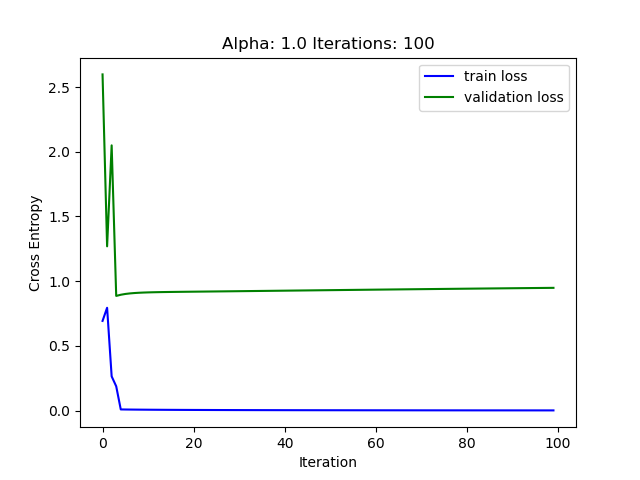 Alpha: 1.0 Iterations: 100
train loss
validation loss
2.5
2.0
1.5
1.0
0.5
0.0
Cross Entropy
0 20 40 60 80 100
Iteration